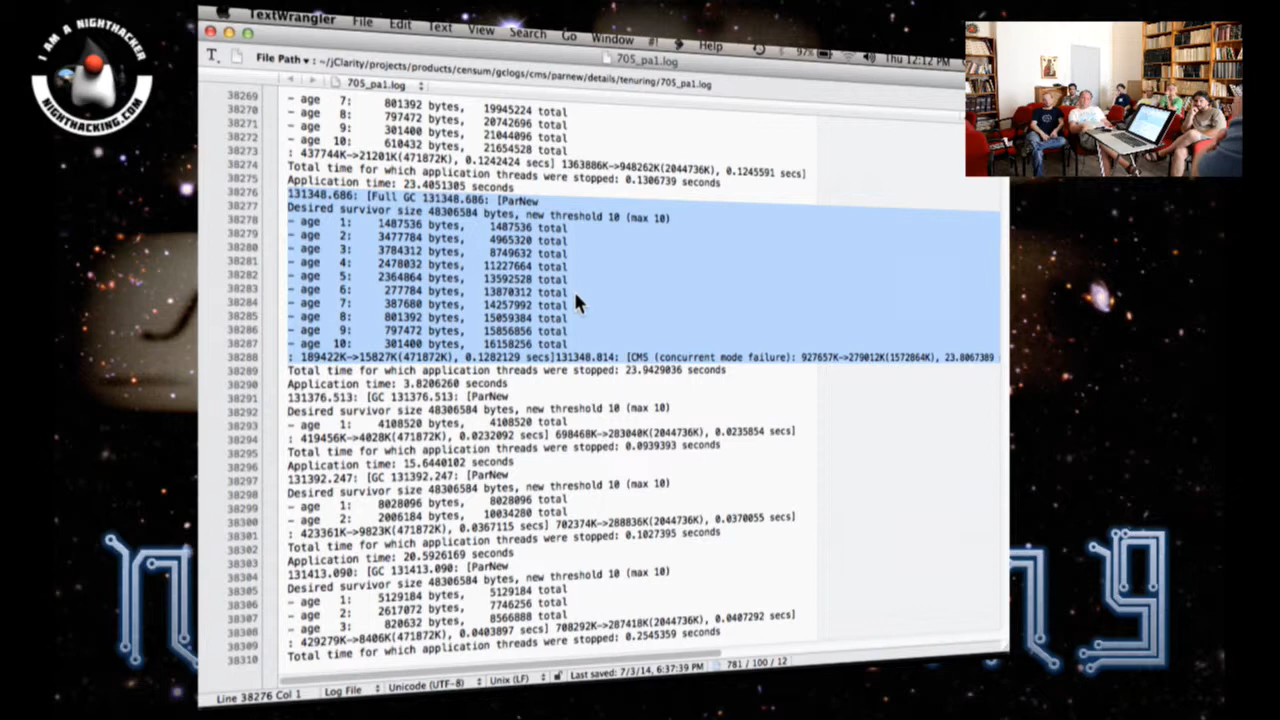 I AM A NIGHTHACKER
NIGHTHACKING.COM
TextWrangler File Edit Text View Search Go Window #! Help 97% Thu 12:12 PM
705_pa1.log
File Path ▾ : ~/jClarity/projects/products/censum/gclogs/cms/parnew/details/tenuring/705_pa1.log
705_pa1.log
38269 - age 7: 801392 bytes, 19945224 total
38270 - age 8: 797472 bytes, 20742696 total
38271 - age 9: 301400 bytes, 21044096 total
38272 - age 10: 610432 bytes, 21654528 total
38273 : 437744K->21201K(471872K), 0.1242424 secs] 1363886K->948262K(2044736K), 0.1245591 secs]
38274 Total time for which application threads were stopped: 0.1306739 seconds
38275 Application time: 23.4051305 seconds
38276 131348.686: [Full GC 131348.686: [ParNew
38277 Desired survivor size 48306584 bytes, new threshold 10 (max 10)
38278 - age 1: 1487536 bytes, 1487536 total
38279 - age 2: 3477784 bytes, 4965320 total
38280 - age 3: 3784312 bytes, 8749632 total
38281 - age 4: 2478032 bytes, 11227664 total
38282 - age 5: 2364864 bytes, 13592528 total
38283 - age 6: 277784 bytes, 13870312 total
38284 - age 7: 387680 bytes, 14257992 total
38285 - age 8: 801392 bytes, 15059384 total
38286 - age 9: 797472 bytes, 15856856 total
38287 - age 10: 301400 bytes, 16158256 total
38288 : 189422K->15827K(471872K), 0.1282129 secs]131348.814: [CMS (concurrent mode failure): 927657K->279012K(1572864K), 23.8067389
38289 Total time for which application threads were stopped: 23.9429036 seconds
38290 Application time: 3.8206260 seconds
38291 131376.513: [GC 131376.513: [ParNew
38292 Desired survivor size 48306584 bytes, new threshold 10 (max 10)
38293 - age 1: 4108520 bytes, 4108520 total
38294 : 419456K->4028K(471872K), 0.0232092 secs] 698468K->283040K(2044736K), 0.0235854 secs]
38295 Total time for which application threads were stopped: 0.0939393 seconds
38296 Application time: 15.6440102 seconds
38297 131392.247: [GC 131392.247: [ParNew
38298 Desired survivor size 48306584 bytes, new threshold 10 (max 10)
38299 - age 1: 8028096 bytes, 8028096 total
38300 - age 2: 2006184 bytes, 10034280 total
38301 : 423361K->9823K(471872K), 0.0367115 secs] 702374K->288836K(2044736K), 0.0370055 secs]
38302 Total time for which application threads were stopped: 0.1027395 seconds
38303 Application time: 20.5926169 seconds
38304 131413.090: [GC 131413.090: [ParNew
38305 Desired survivor size 48306584 bytes, new threshold 10 (max 10)
38306 - age 1: 5129184 bytes, 5129184 total
38307 - age 2: 2617072 bytes, 7746256 total
38308 - age 3: 820632 bytes, 8566888 total
38309 : 429279K->8406K(471872K), 0.0403897 secs] 708292K->287418K(2044736K), 0.0407292 secs]
38310 Total time for which application threads were stopped: 0.2545359 seconds
Line 38276 Col 1 Log File Unicode (UTF-8) Unix (LF) Last saved: 7/3/14, 6:37:39 PM 781 / 100 / 12